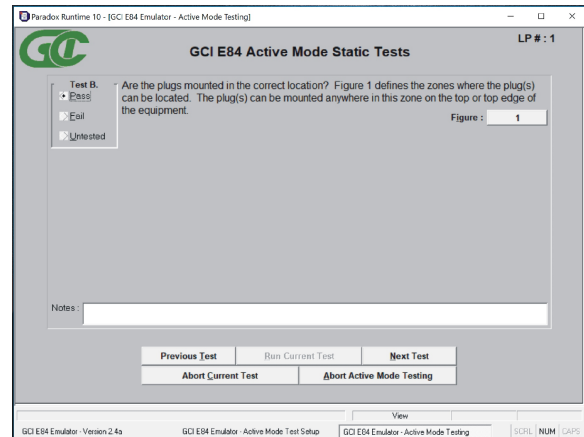 Paradox Runtime 10 - [GCI E84 Emulator - Active Mode Testing]
GCI
LP # : 1
GCI E84 Active Mode Static Tests
Test B.
Pass
Fail
Untested
Are the plugs mounted in the correct location? Figure 1 defines the zones where the plug(s)
can be located. The plug(s) can be mounted anywhere in this zone on the top or top edge of
the equipment.
Figure : 1
Notes :
Previous Test Run Current Test Next Test
Abort Current Test Abort Active Mode Testing
View
GCI E84 Emulator - Version 2.4a GCI E84 Emulator - Active Mode Test Setup GCI E84 Emulator - Active Mode Testing SCRL NUM CAPS